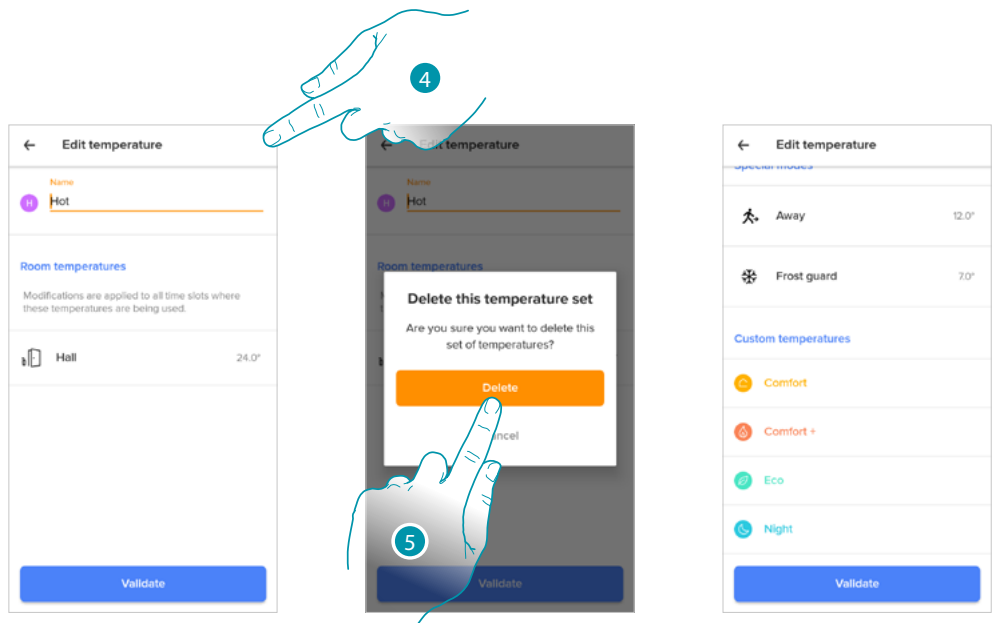 4
← Edit temperature
Name
H Hot
Room temperatures
Modifications are applied to all time slots where
these temperatures are being used.
Hall 24.0°
Validate
← Edit temperature
Name
H Hot
Room temperatures
Delete this temperature set
Are you sure you want to delete this
set of temperatures?
Delete
Cancel
5
Validate
← Edit temperature
Special modes
Away 12.0°
Frost guard 7.0°
Custom temperatures
C Comfort
Comfort +
Eco
Night
Validate